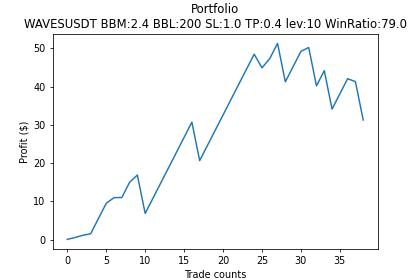 Portfolio
WAVESUSDT BBM:2.4 BBL:200 SL:1.0 TP:0.4 lev:10 WinRatio:79.0
50
40
30
20
10
0
Profit ($)
0 5 10 15 20 25 30 35
Trade counts